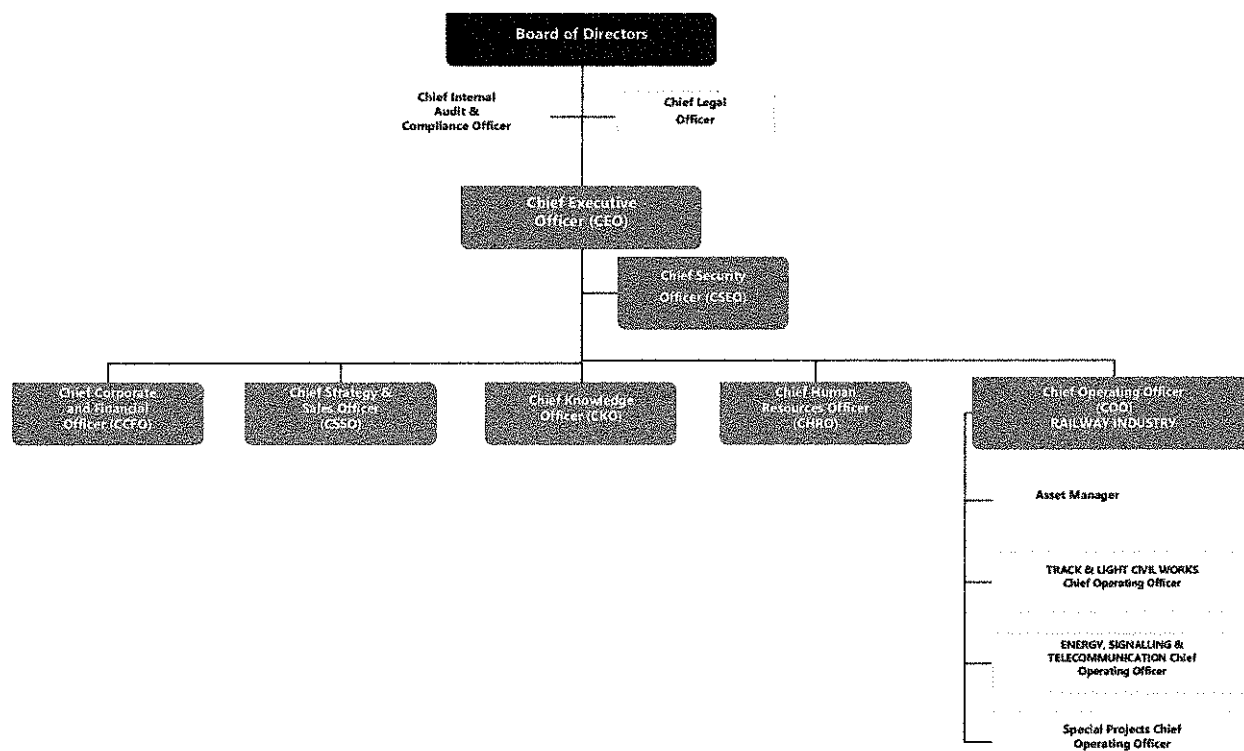 Board of Directors
Chief Internal
Audit &
Compliance Officer
Chief Legal
Officer
Chief Executive
Officer (CEO)
Chief Security
Officer (CSEO)
Chief Corporate
and Financial
Officer (CCFO)
Chief Strategy &
Sales Officer
(CSSO)
Chief Knowledge
Officer (CKO)
Chief Human
Resources Officer
(CHRO)
Chief Operating Officer
(COO)
RAILWAY INDUSTRY
Asset Manager
TRACK & LIGHT CIVIL WORKS
Chief Operating Officer
ENERGY, SIGNALLING &
TELECOMMUNICATION Chief
Operating Officer
Special Projects Chief
Operating Officer